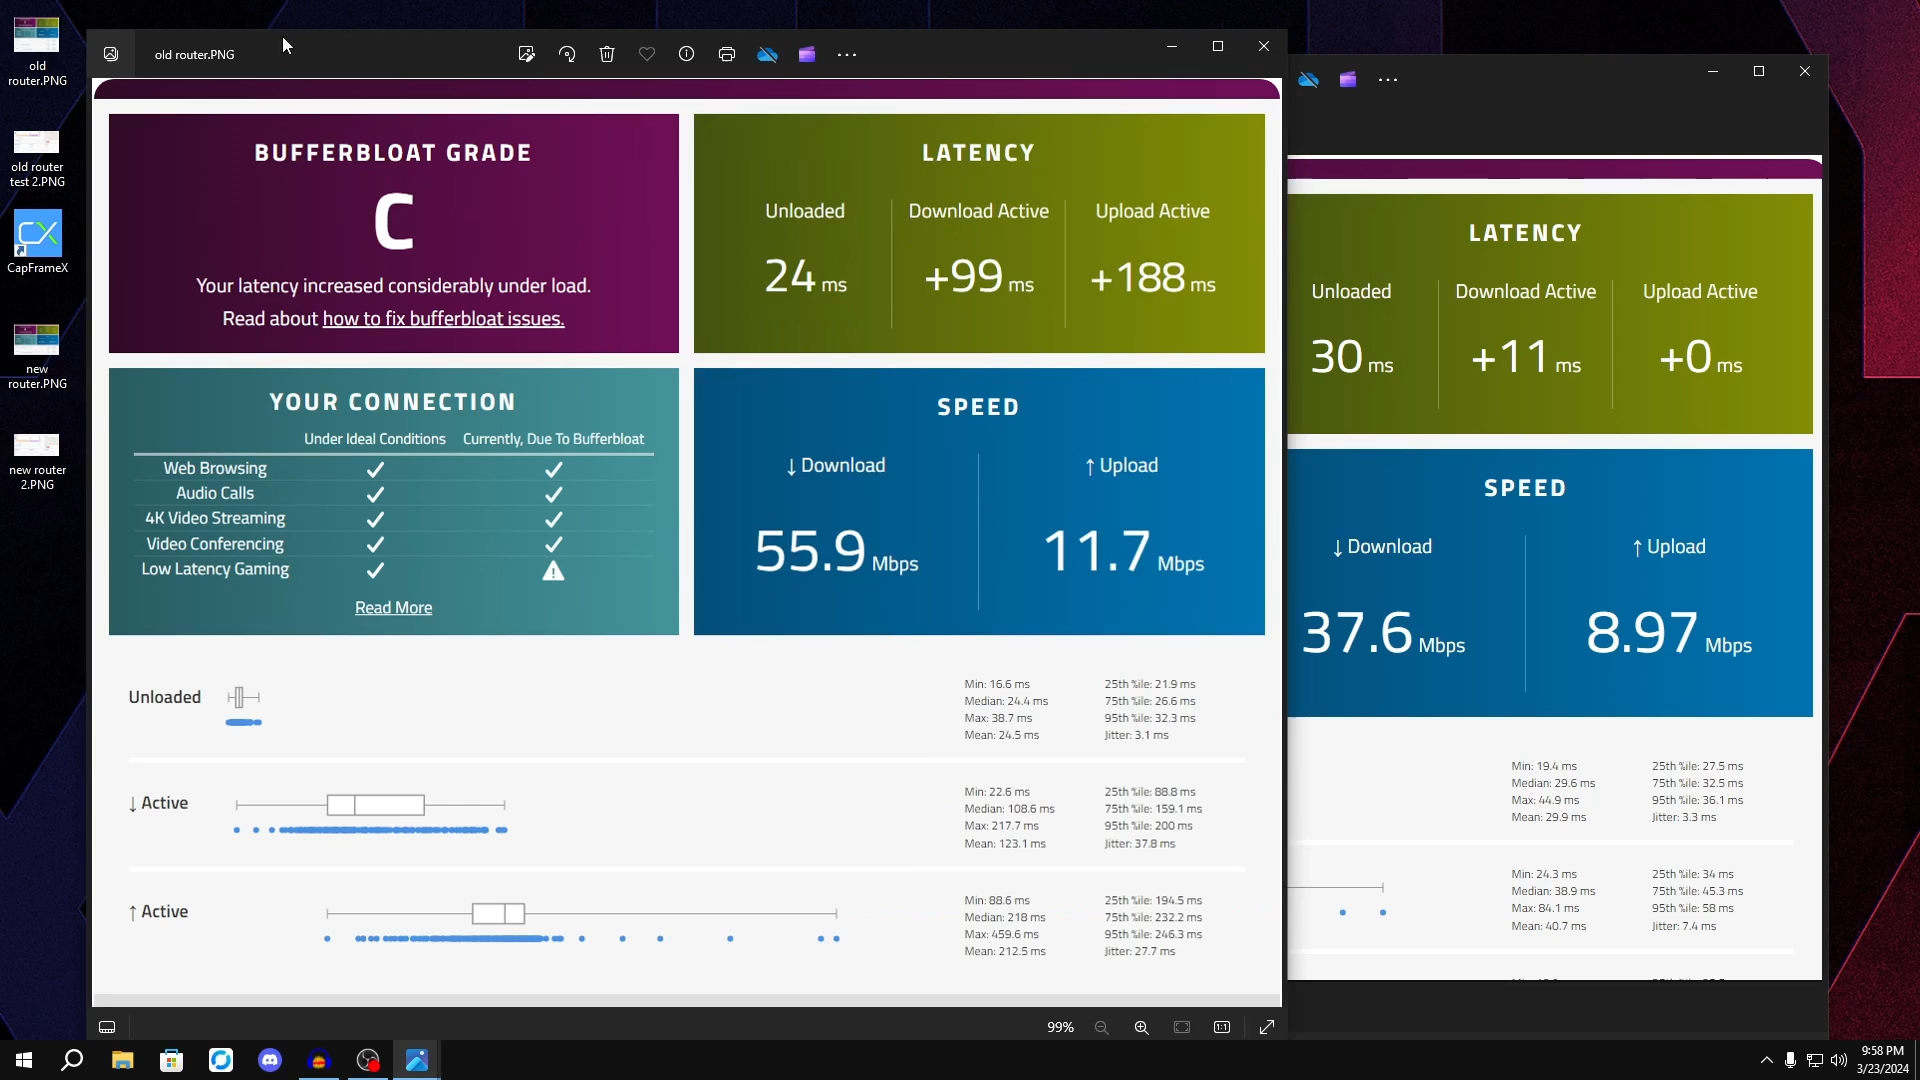 old
router.PNG
old router
test 2.PNG
CapFrameX
new
router.PNG
new router
2.PNG
old router.PNG
BUFFERBLOAT GRADE
C
Your latency increased considerably under load.
Read about how to fix bufferbloat issues.
LATENCY
Unloaded Download Active Upload Active
24 ms +99 ms +188 ms
YOUR CONNECTION
Under Ideal Conditions Currently, Due To Bufferbloat
Web Browsing
Audio Calls
4K Video Streaming
Video Conferencing
Low Latency Gaming
Read More
SPEED
↓ Download ↑ Upload
55.9 Mbps 11.7 Mbps
Unloaded
Min: 16.6 ms 25th %ile: 21.9 ms
Median: 24.4 ms 75th %ile: 26.6 ms
Max: 38.7 ms 95th %ile: 32.3 ms
Mean: 24.5 ms Jitter: 3.1 ms
↓ Active
Min: 22.6 ms 25th %ile: 88.8 ms
Median: 108.6 ms 75th %ile: 159.1 ms
Max: 217.7 ms 95th %ile: 200 ms
Mean: 123.1 ms Jitter: 37.8 ms
↑ Active
Min: 88.6 ms 25th %ile: 194.5 ms
Median: 218 ms 75th %ile: 232.2 ms
Max: 459.6 ms 95th %ile: 246.3 ms
Mean: 212.5 ms Jitter: 27.7 ms
99%
1:1
LATENCY
Unloaded Download Active Upload Active
30 ms +11 ms +0 ms
SPEED
↓ Download ↑ Upload
37.6 Mbps 8.97 Mbps
Min: 19.4 ms 25th %ile: 27.5 ms
Median: 29.6 ms 75th %ile: 32.5 ms
Max: 44.9 ms 95th %ile: 36.1 ms
Mean: 29.9 ms Jitter: 3.3 ms
Min: 24.3 ms 25th %ile: 34 ms
Median: 38.9 ms 75th %ile: 45.3 ms
Max: 84.1 ms 95th %ile: 58 ms
Mean: 40.7 ms Jitter: 7.4 ms
9:58 PM
3/23/2024